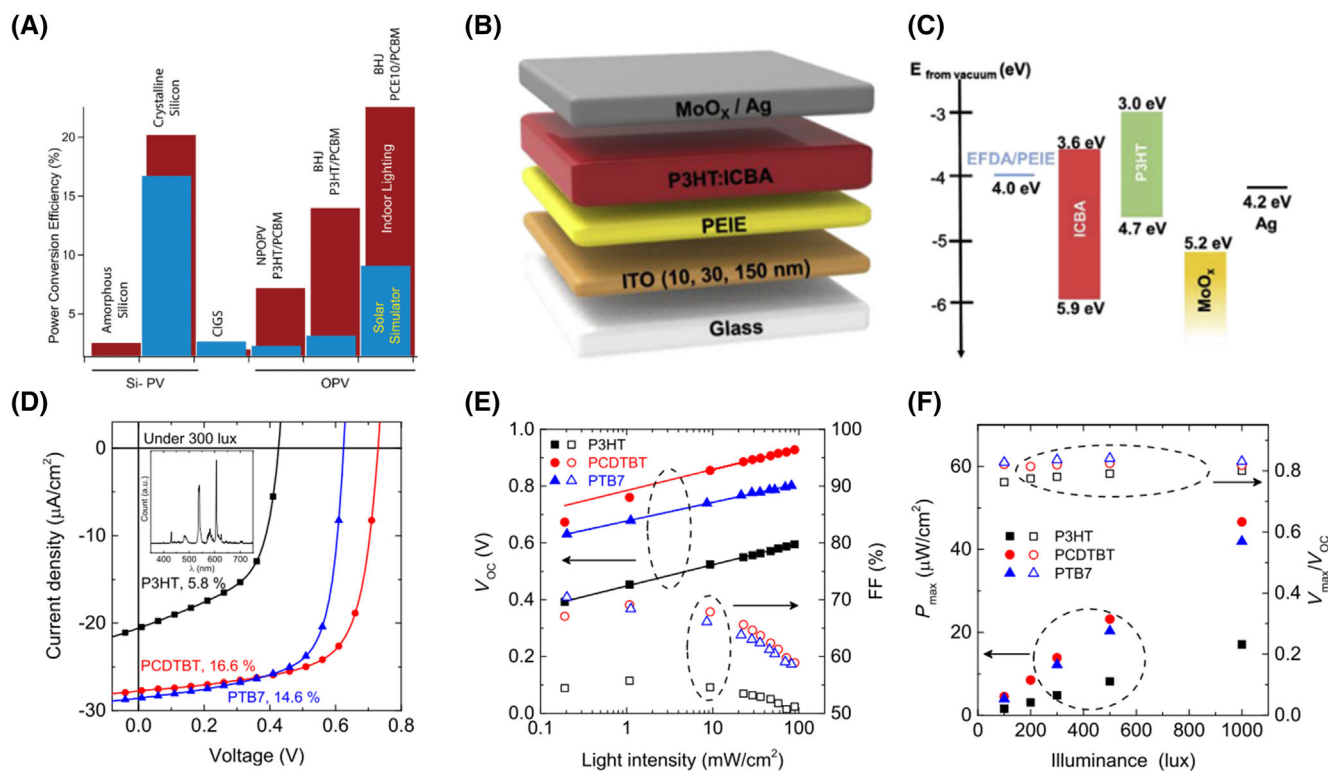 (A)
Power Conversion Efficiency (%)
20
15
10
5
Amorphous
Silicon
Crystalline
Silicon
CIGS
NPOPV
P3HT/PCBM
BHJ
P3HT/PCBM
BHJ
PCE10/PCBM
Indoor Lighting
Solar
Simulator
Si- PV
OPV
(B)
MoOx / Ag
P3HT:ICBA
PEIE
ITO (10, 30, 150 nm)
Glass
(C)
E from vacuum (eV)
-3
-4
-5
-6
EFDA/PEIE
4.0 eV
3.6 eV
ICBA
5.9 eV
3.0 eV
P3HT
4.7 eV
5.2 eV
MoOx
4.2 eV
Ag
(D)
Current density (μA/cm²)
0
-10
-20
-30
Under 300 lux
Count (a.u.)
400 500 600 700
λ (nm)
P3HT, 5.8 %
PCDTBT, 16.6 %
PTB7, 14.6 %
0.0 0.2 0.4 0.6 0.8
Voltage (V)
(E)
VOC (V)
1.0
0.8
0.6
0.4
0.2
0.0
P3HT
PCDTBT
PTB7
100
90
80
70
60
50
FF (%)
0.1 1 10 100
Light intensity (mW/cm²)
(F)
Pmax (μW/cm²)
60
40
20
0
P3HT
PCDTBT
PTB7
0.8
0.6
0.4
0.2
0.0
Vmax/VOC
0 200 400 600 800 1000
Illuminance (lux)